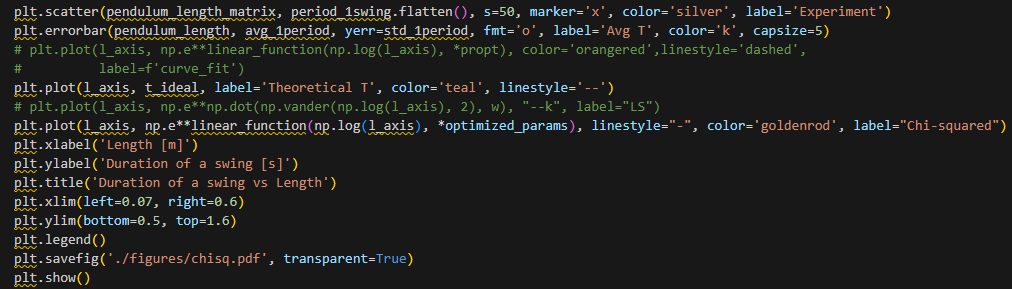 plt.scatter(pendulum_length_matrix, period_1swing.flatten(), s=50, marker='x', color='silver', label='Experiment')
plt.errorbar(pendulum_length, avg_1period, yerr=std_1period, fmt='o', label='Avg T', color='k', capsize=5)
# plt.plot(l_axis, np.e**linear_function(np.log(l_axis), *propt), color='orangered',linestyle='dashed',
#          label=f'curve_fit')
plt.plot(l_axis, t_ideal, label='Theoretical T', color='teal', linestyle='--')
# plt.plot(l_axis, np.e**np.dot(np.vander(np.log(l_axis), 2), w), "--k", label="LS")
plt.plot(l_axis, np.e**linear_function(np.log(l_axis), *optimized_params), linestyle="-", color='goldenrod', label="Chi-squared")
plt.xlabel('Length [m]')
plt.ylabel('Duration of a swing [s]')
plt.title('Duration of a swing vs Length')
plt.xlim(left=0.07, right=0.6)
plt.ylim(bottom=0.5, top=1.6)
plt.legend()
plt.savefig('./figures/chisq.pdf', transparent=True)
plt.show()